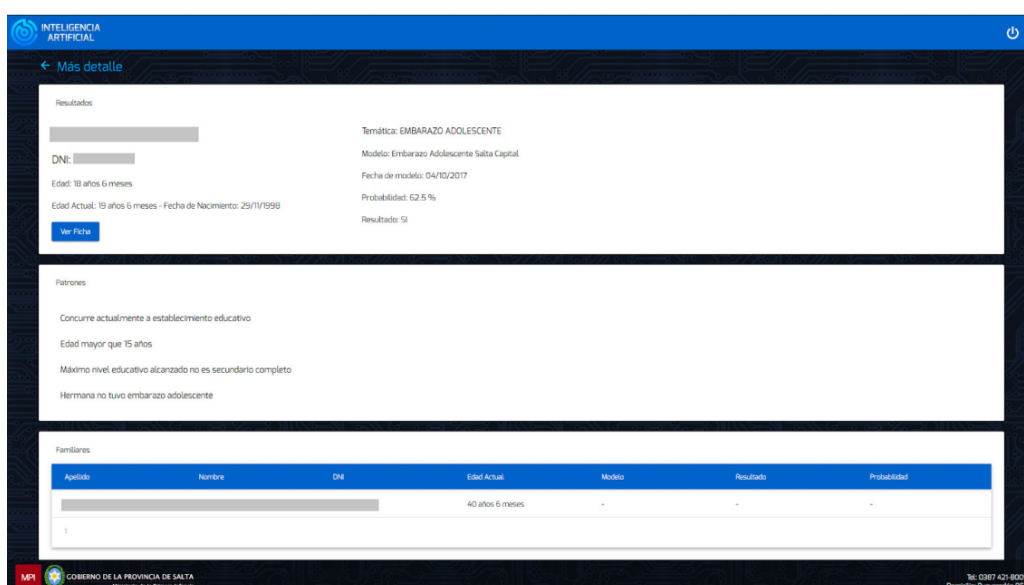 INTELIGENCIA
ARTIFICIAL
← Más detalle
Resultados
DNI:
Edad: 18 años 6 meses
Edad Actual: 19 años 6 meses - Fecha de Nacimiento: 29/11/1998
Ver Ficha
Temática: EMBARAZO ADOLESCENTE
Modelo: Embarazo Adolescente Salta Capital
Fecha de modelo: 04/10/2017
Probabilidad: 62.5 %
Resultado: SI
Patrones
Concurre actualmente a establecimiento educativo
Edad mayor que 15 años
Máximo nivel educativo alcanzado no es secundario completo
Hermana no tuvo embarazo adolescente
Familiares
Apellido Nombre DNI Edad Actual Modelo Resultado Probabilidad
40 años 6 meses - - -
1
MPI GOBIERNO DE LA PROVINCIA DE SALTA
Tel: 0387 421-800